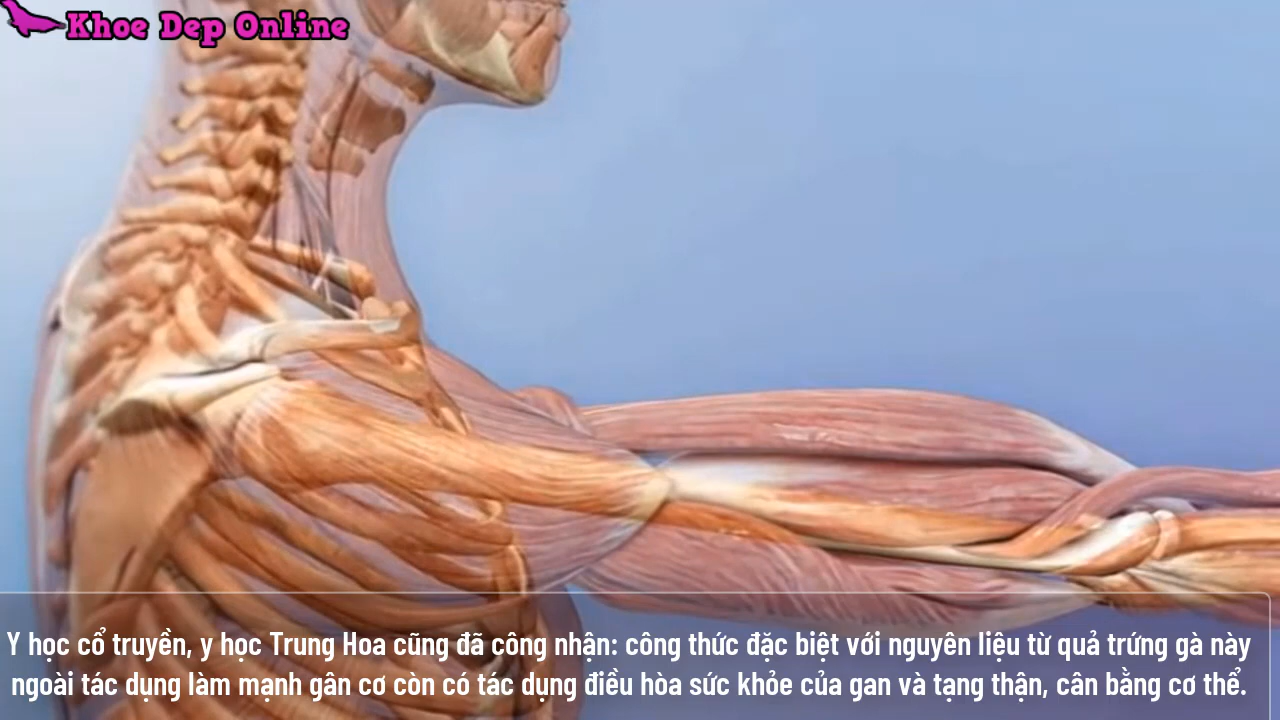 Khoe Dep Online
Y học cổ truyền, y học Trung Hoa cũng đã công nhận: công thức đặc biệt với nguyên liệu từ quả trứng gà này
ngoài tác dụng làm mạnh gân cơ còn có tác dụng điều hòa sức khỏe của gan và tạng thận, cân bằng cơ thể.